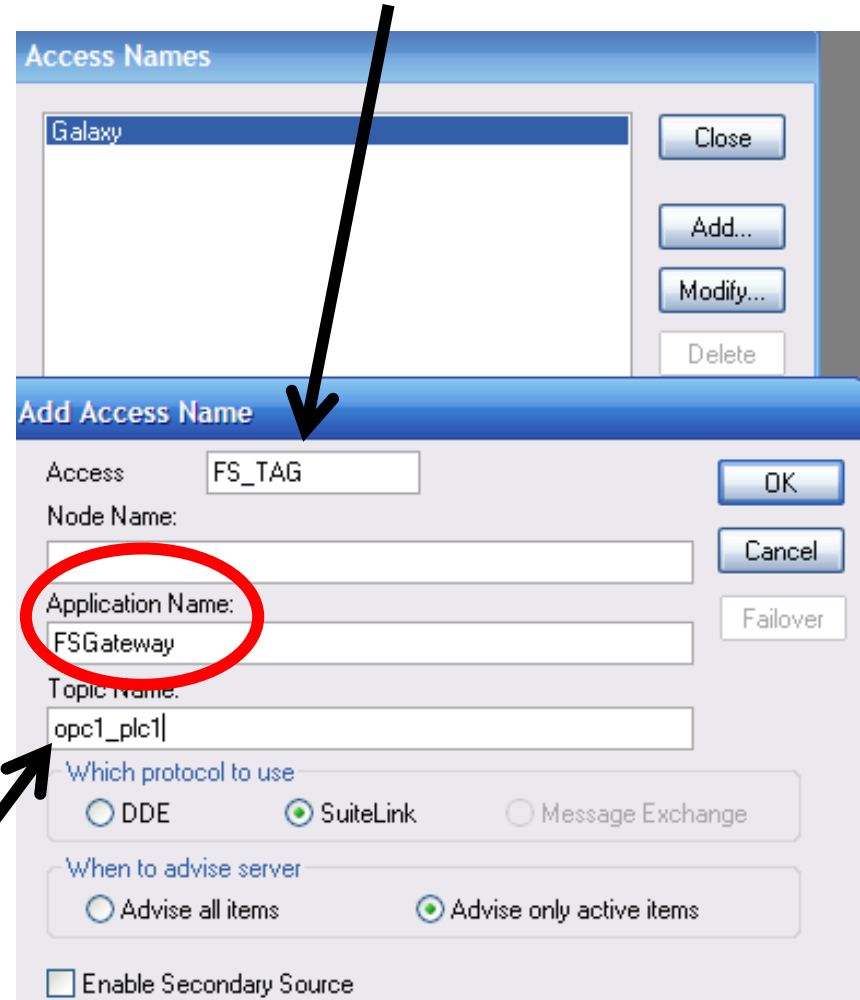 Access Names
Galaxy
Close
Add...
Modify...
Delete
Add Access Name
Access FS_TAG
OK
Node Name:
Cancel
Application Name:
Failover
FSGateway
Topic Name:
opc1_plc1
Which protocol to use
DDE SuiteLink Message Exchange
When to advise server
Advise all items Advise only active items
Enable Secondary Source